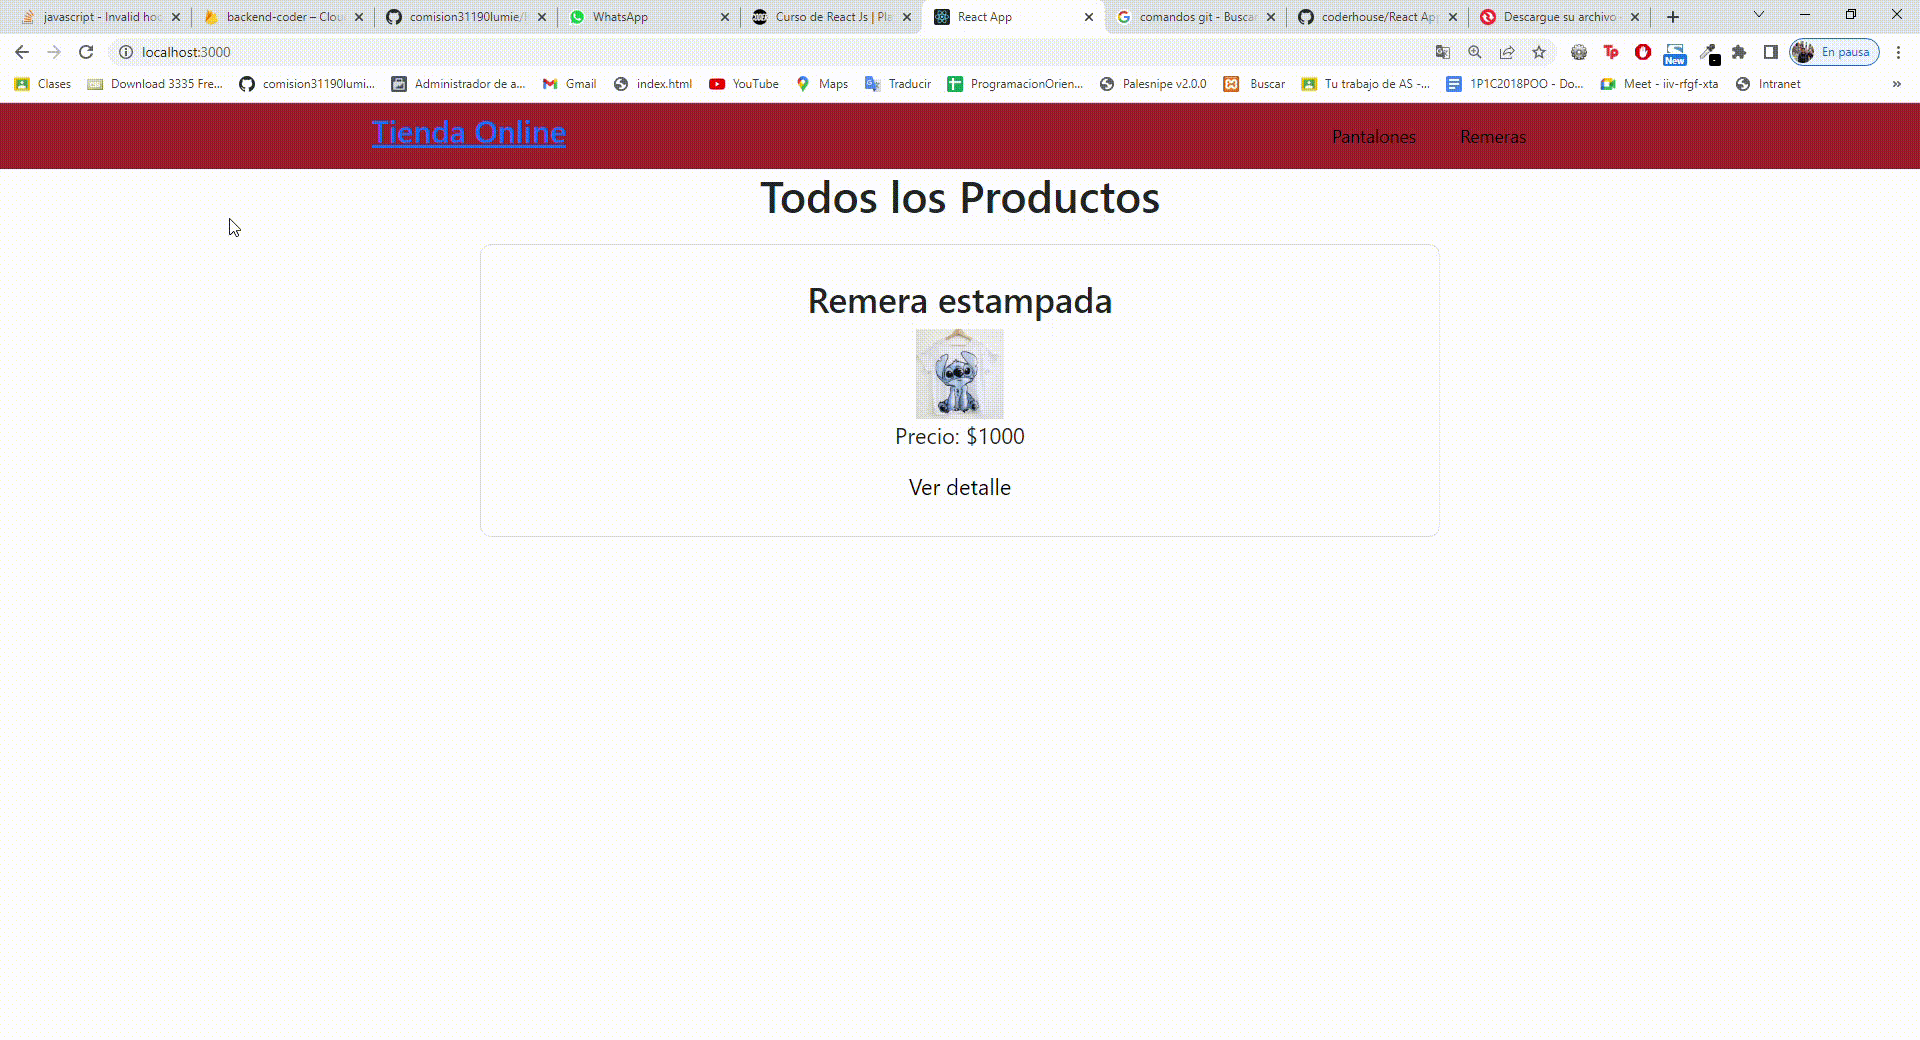 javascript - Invalid hoo
backend-coder – Clou
comision31190lumie/
WhatsApp
Curso de React Js | Pla
React App
comandos git - Buscar
coderhouse/React Ap
Descargue su archivo
localhost:3000
New
En pausa
Clases
Download 3335 Fre...
comision31190lumi...
Administrador de a...
Gmail
index.html
YouTube
Maps
Traducir
ProgramacionOrien...
Palesnipe v2.0.0
Buscar
Tu trabajo de AS -...
1P1C2018POO - Do...
Meet - iiv-rfgf-xta
Intranet
»
Tienda Online
Pantalones
Remeras
Todos los Productos
Remera estampada
Precio: $1000
Ver detalle